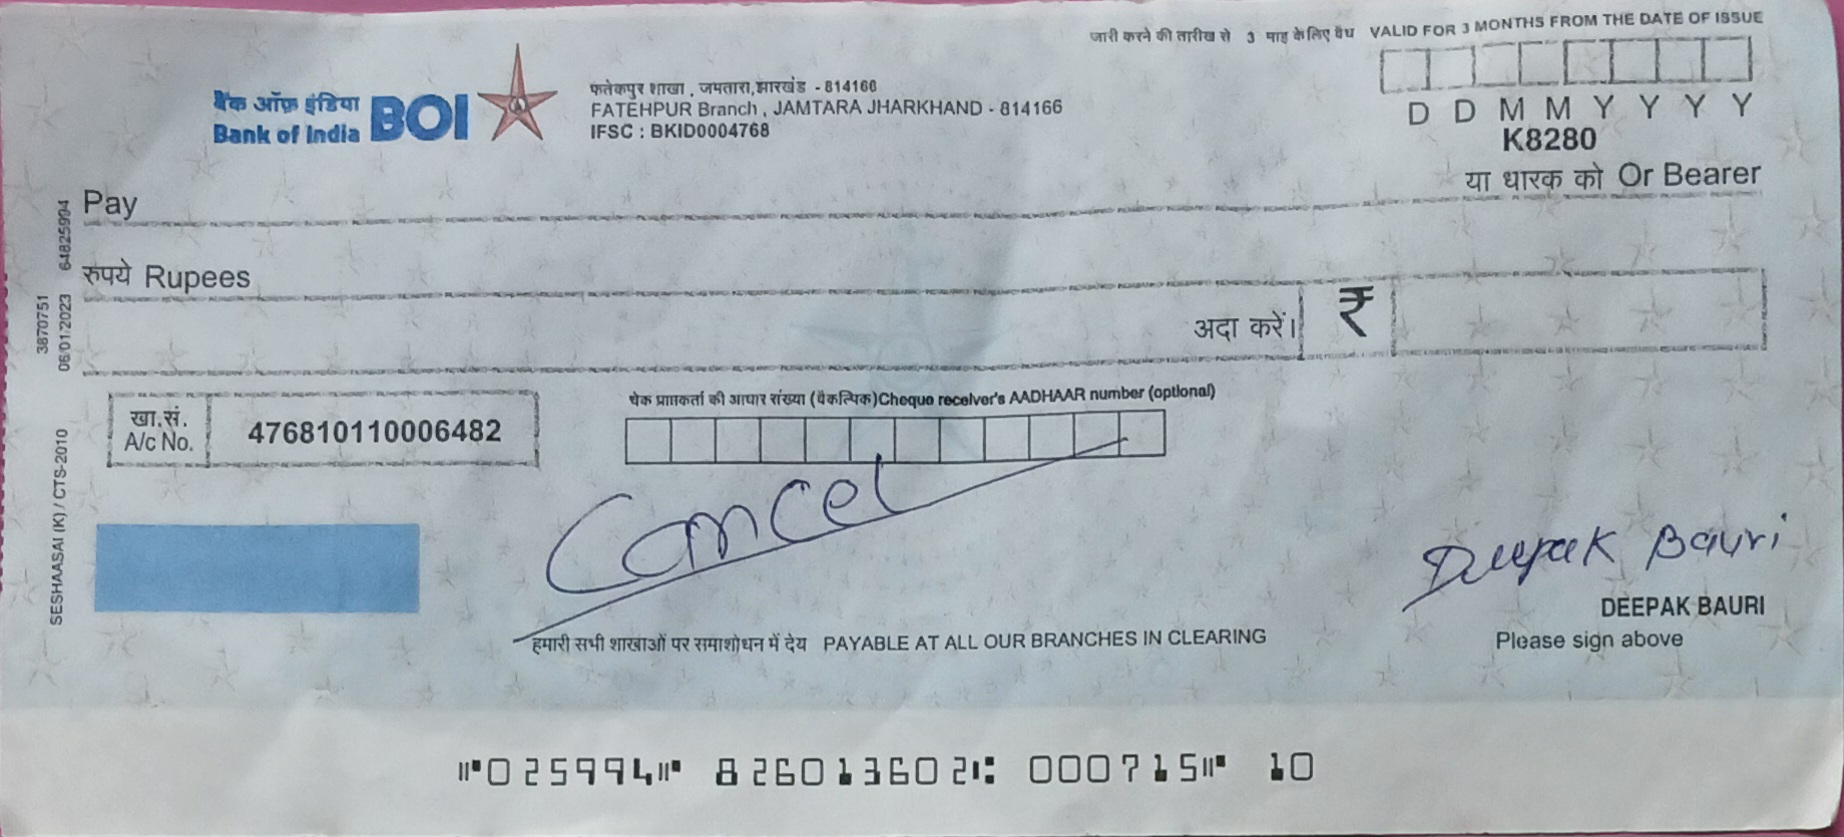 जारी करने की तारीख से 3 माह के लिए वैध VALID FOR 3 MONTHS FROM THE DATE OF ISSUE
D D M M Y Y Y Y
बैंक ऑफ़ इंडिया
Bank of India
BOI
फतेकपुर शाखा , जमतारा,झारखंड - 814166
FATEHPUR Branch , JAMTARA JHARKHAND - 814166
IFSC : BKID0004768
K8280
Pay
या धारक को Or Bearer
रुपये Rupees
अदा करें।
₹
खा.सं.
A/c No.
476810110006482
चेक प्राप्तकर्ता की आधार संख्या (वैकल्पिक)Cheque receiver's AADHAAR number (optional)
Cancel
Deepak Bauri
DEEPAK BAURI
Please sign above
हमारी सभी शाखाओं पर समाशोधन में देय PAYABLE AT ALL OUR BRANCHES IN CLEARING
SESHAASAI (K) / CTS-2010
3870751
06/01/2023 64825994
⑈025994⑈ 826013602⑆ 000715⑈ 10